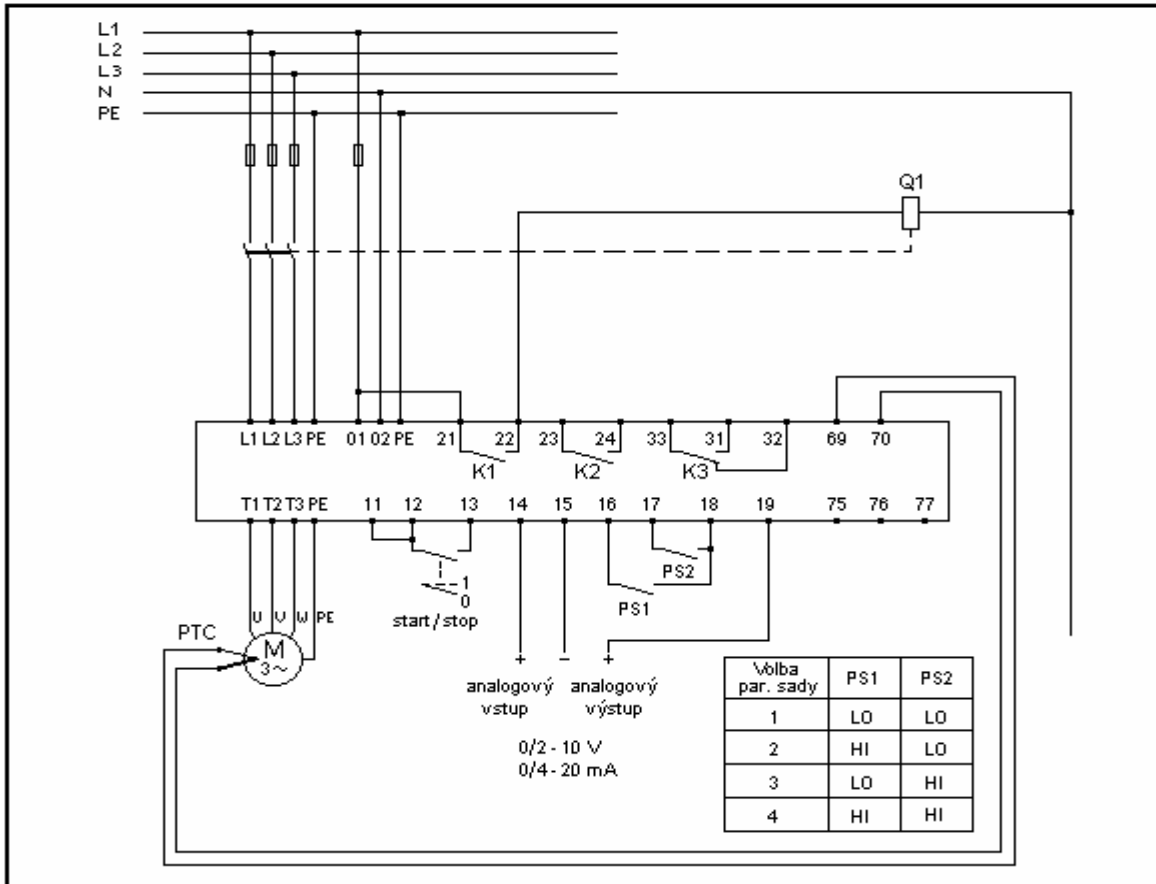 L1
L2
L3
N
PE
Q1
L1 L2 L3 PE 01 02 PE 21 22 23 24 33 31 32 69 70
K1 K2 K3
T1 T2 T3 PE 11 12 13 14 15 16 17 18 19 75 76 77
PS2
1
0
PS1
start/stop
U V W PE
PTC
M
3~
+ - +
analogový vstup
analogový výstup
0/2 - 10 V
0/4 - 20 mA
Volba par. sady PS1 PS2
1 LO LO
2 HI LO
3 LO HI
4 HI HI